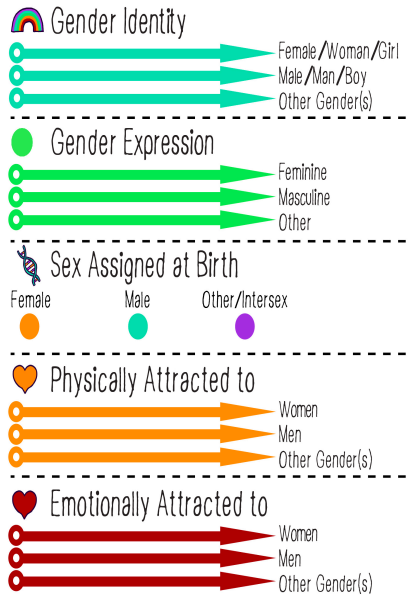 Gender Identity
Female/Woman/Girl
Male/Man/Boy
Other Gender(s)
Gender Expression
Feminine
Masculine
Other
Sex Assigned at Birth
Female Male Other/Intersex
Physically Attracted to
Women
Men
Other Gender(s)
Emotionally Attracted to
Women
Men
Other Gender(s)